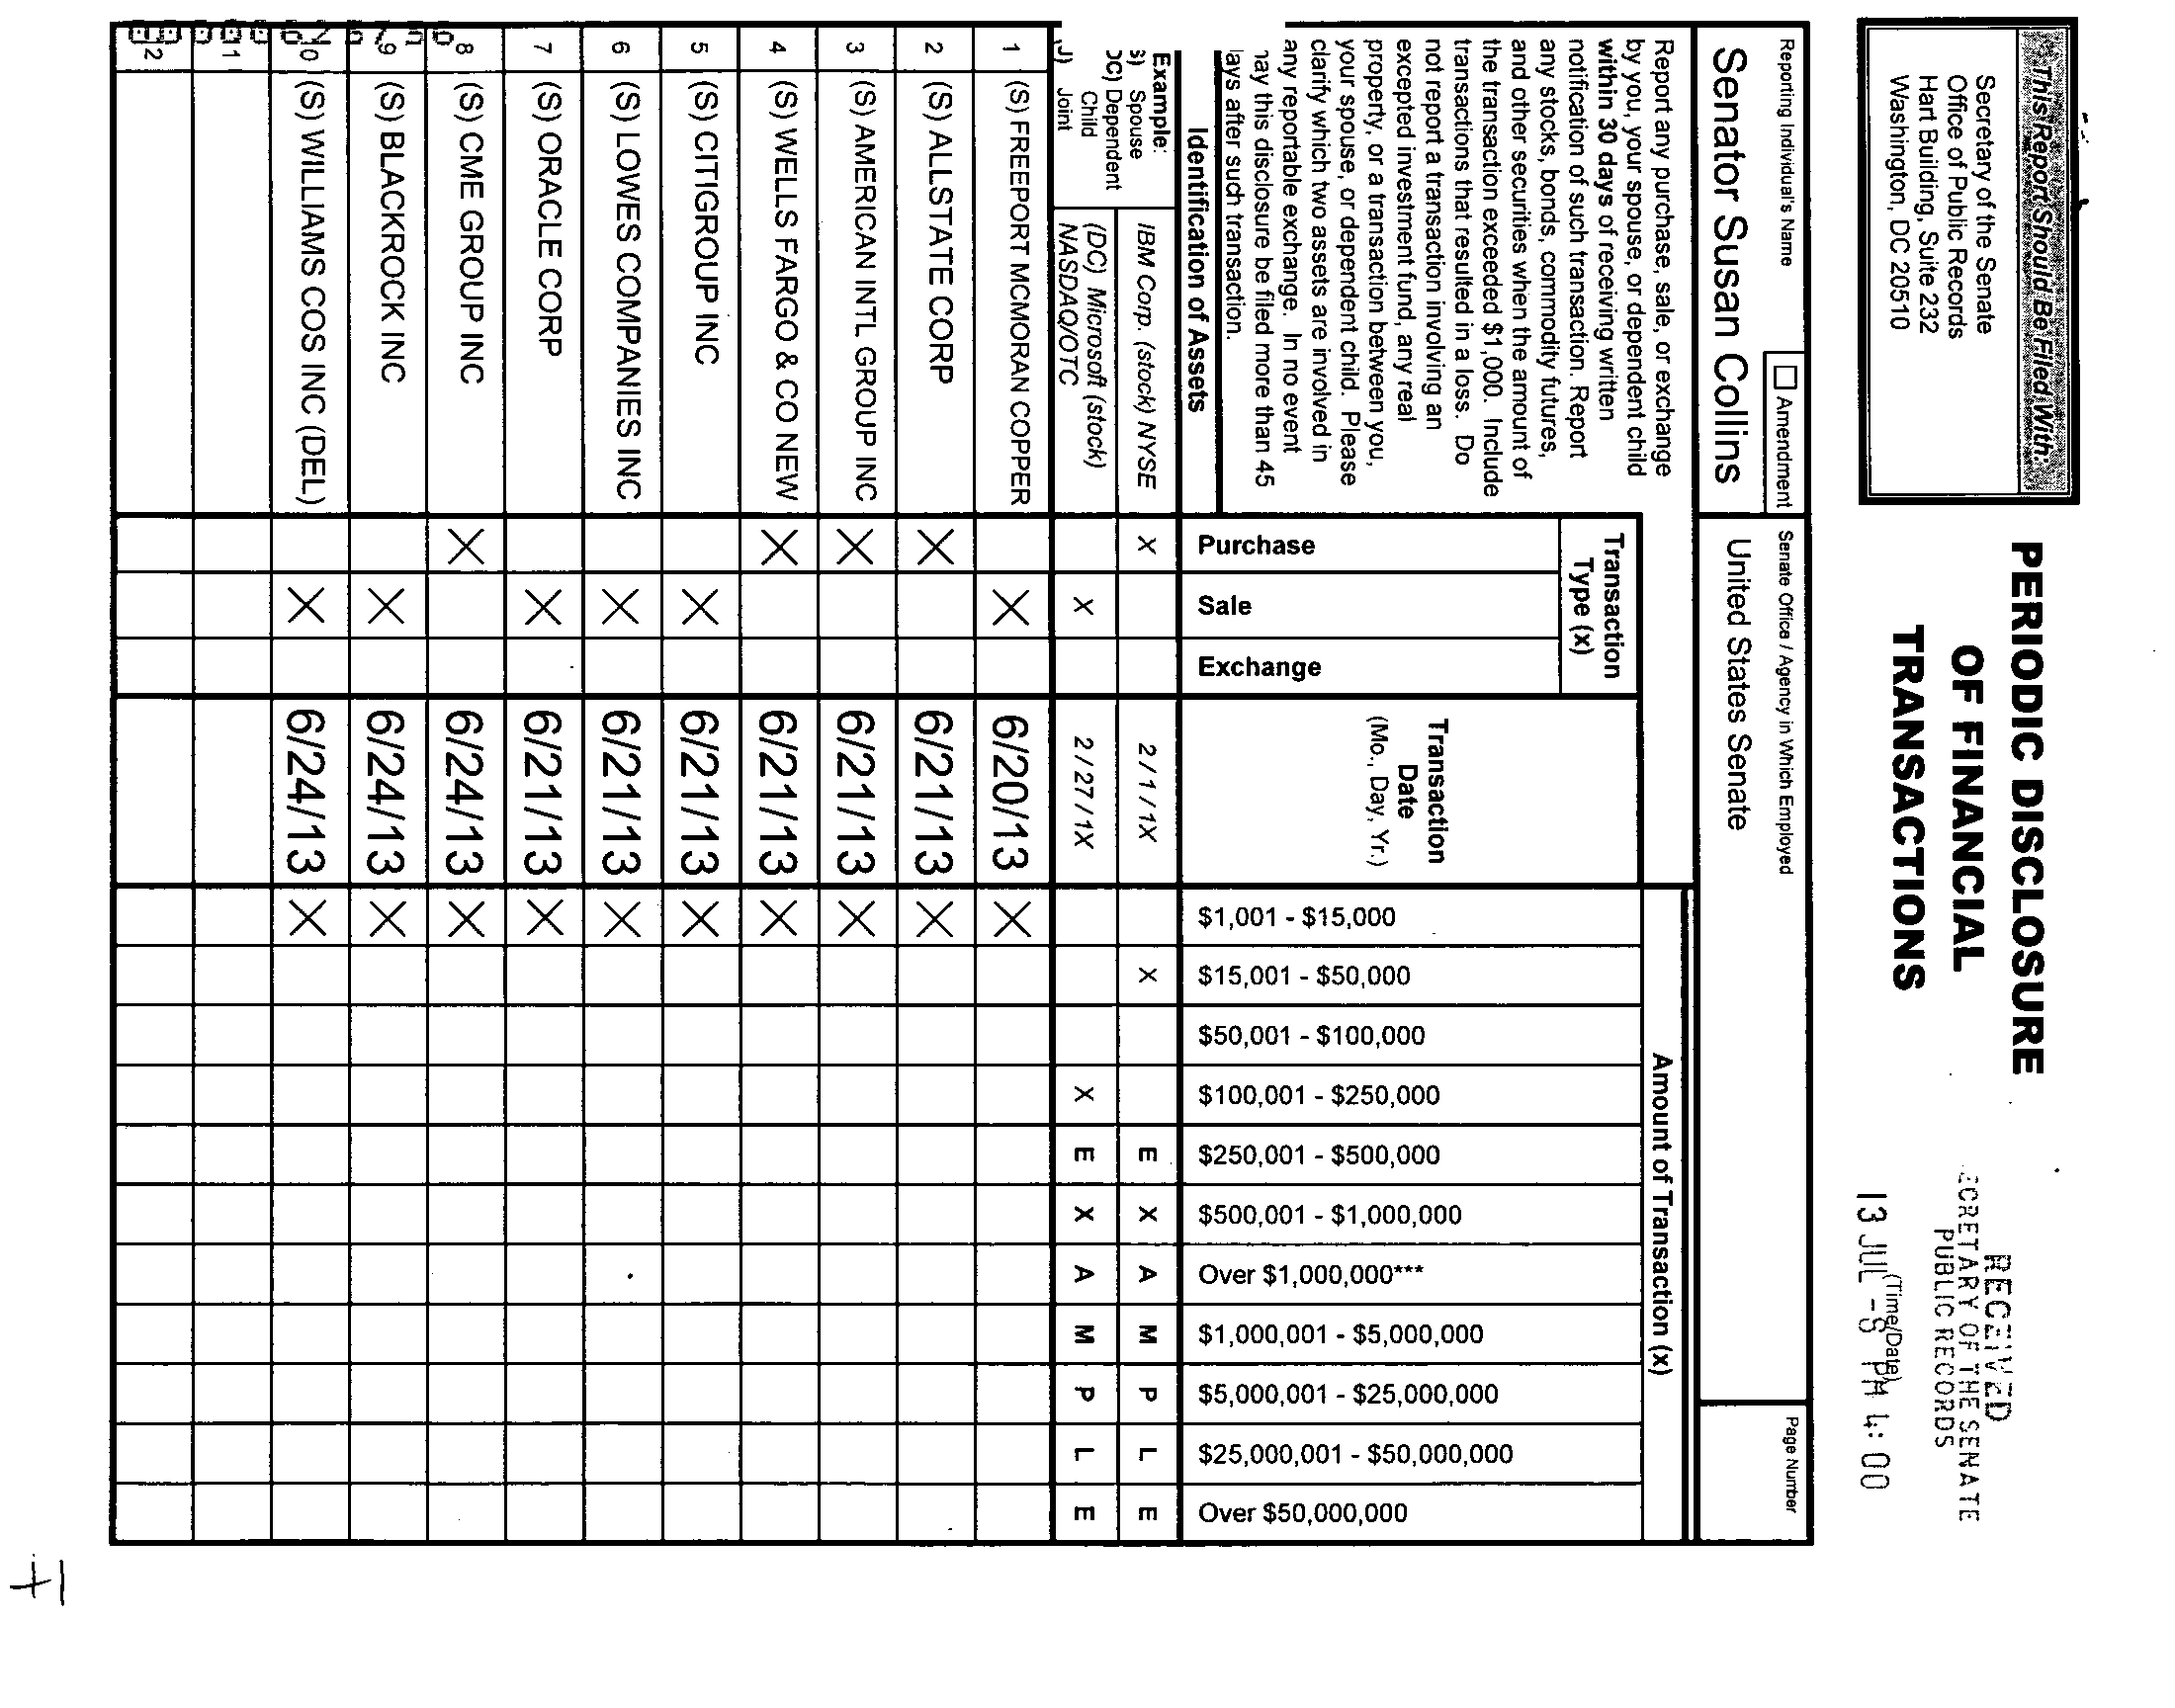 This Report Should Be Filed With:
Secretary of the Senate
Office of Public Records
Hart Building, Suite 232
Washington, DC 20510
PERIODIC DISCLOSURE
OF FINANCIAL
TRANSACTIONS
RECEIVED
CRETARY OF THE SENATE
PUBLIC RECORDS
(Time/Date)
13 JUL -8 PM 4:00
Reporting Individual's Name
☐ Amendment
Senate Office / Agency in Which Employed
Page Number
Senator Susan Collins
United States Senate
Report any purchase, sale, or exchange
by you, your spouse, or dependent child
within 30 days of receiving written
notification of such transaction. Report
any stocks, bonds, commodity futures,
and other securities when the amount of
the transaction exceeded $1,000. Include
transactions that resulted in a loss. Do
not report a transaction involving an
excepted investment fund, any real
property, or a transaction between you,
your spouse, or dependent child. Please
clarify which two assets are involved in
any reportable exchange. In no event
may this disclosure be filed more than 45
days after such transaction.
Identification of Assets
Transaction
Type (x)
Purchase
Sale
Exchange
Transaction
Date
(Mo., Day, Yr.)
Amount of Transaction (x)
$1,001 - $15,000
$15,001 - $50,000
$50,001 - $100,000
$100,001 - $250,000
$250,001 - $500,000
$500,001 - $1,000,000
Over $1,000,000***
$1,000,001 - $5,000,000
$5,000,001 - $25,000,000
$25,000,001 - $50,000,000
Over $50,000,000
Example:
S) Spouse
DC) Dependent
Child
J) Joint
IBM Corp. (stock) NYSE X 2 / 1 / 1X X E X A M P L E
(DC) Microsoft (stock)
NASDAQ/OTC X 2 / 27 / 1X X E X A M P L E
1 (S) FREEPORT MCMORAN COPPER X 6/20/13 X
2 (S) ALLSTATE CORP X 6/21/13 X
3 (S) AMERICAN INTL GROUP INC X 6/21/13 X
4 (S) WELLS FARGO & CO NEW X 6/21/13 X
5 (S) CITIGROUP INC X 6/21/13 X
6 (S) LOWES COMPANIES INC X 6/21/13 X
7 (S) ORACLE CORP X 6/21/13 X
8 (S) CME GROUP INC X 6/24/13 X
9 (S) BLACKROCK INC X 6/24/13 X
0 (S) WILLIAMS COS INC (DEL) X 6/24/13 X
1
2